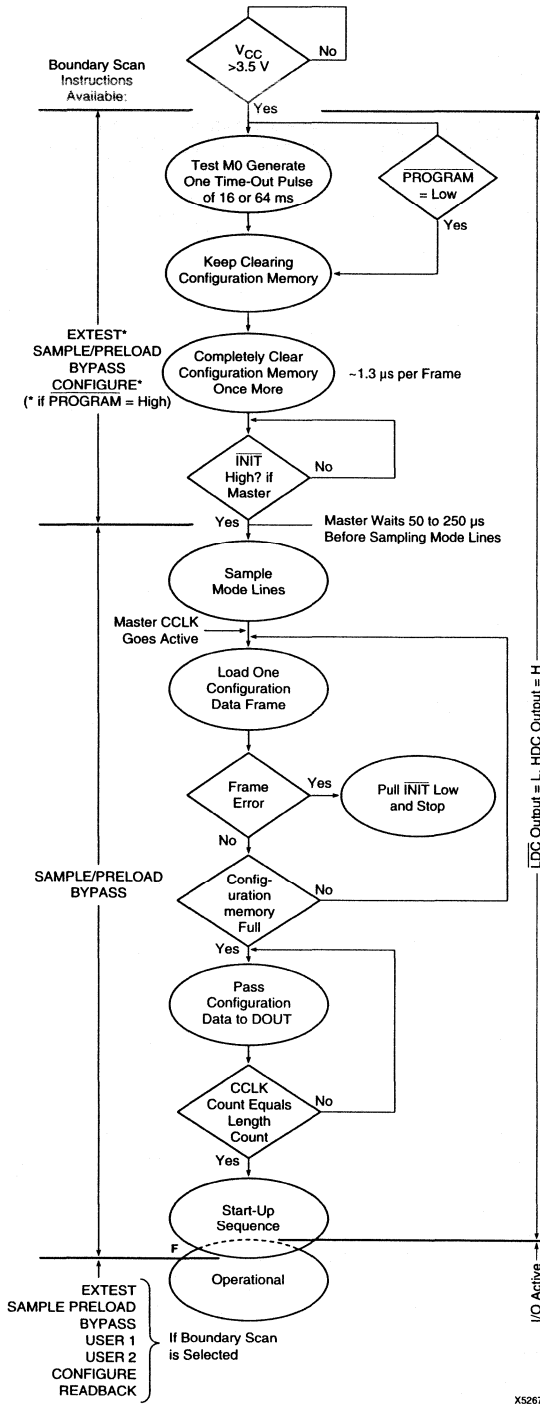 Boundary Scan
Instructions
Available:
VCC
>3.5 V
No
Yes
Test M0 Generate
One Time-Out Pulse
of 16 or 64 ms
PROGRAM
= Low
Yes
Keep Clearing
Configuration Memory
EXTEST*
SAMPLE/PRELOAD
BYPASS
CONFIGURE*
(* if PROGRAM = High)
Completely Clear
Configuration Memory
Once More
~1.3 µs per Frame
INIT
High? if
Master
No
Yes
Master Waits 50 to 250 µs
Before Sampling Mode Lines
Sample
Mode Lines
Master CCLK
Goes Active
Load One
Configuration
Data Frame
LDC Output = L, HDC Output = H
Frame
Error
Yes
Pull INIT Low
and Stop
No
SAMPLE/PRELOAD
BYPASS
Config-
uration
memory
Full
No
Yes
Pass
Configuration
Data to DOUT
CCLK
Count Equals
Length
Count
No
Yes
Start-Up
Sequence
F
Operational
I/O Active
EXTEST
SAMPLE PRELOAD
BYPASS
USER 1
USER 2
CONFIGURE
READBACK
If Boundary Scan
is Selected
X5267